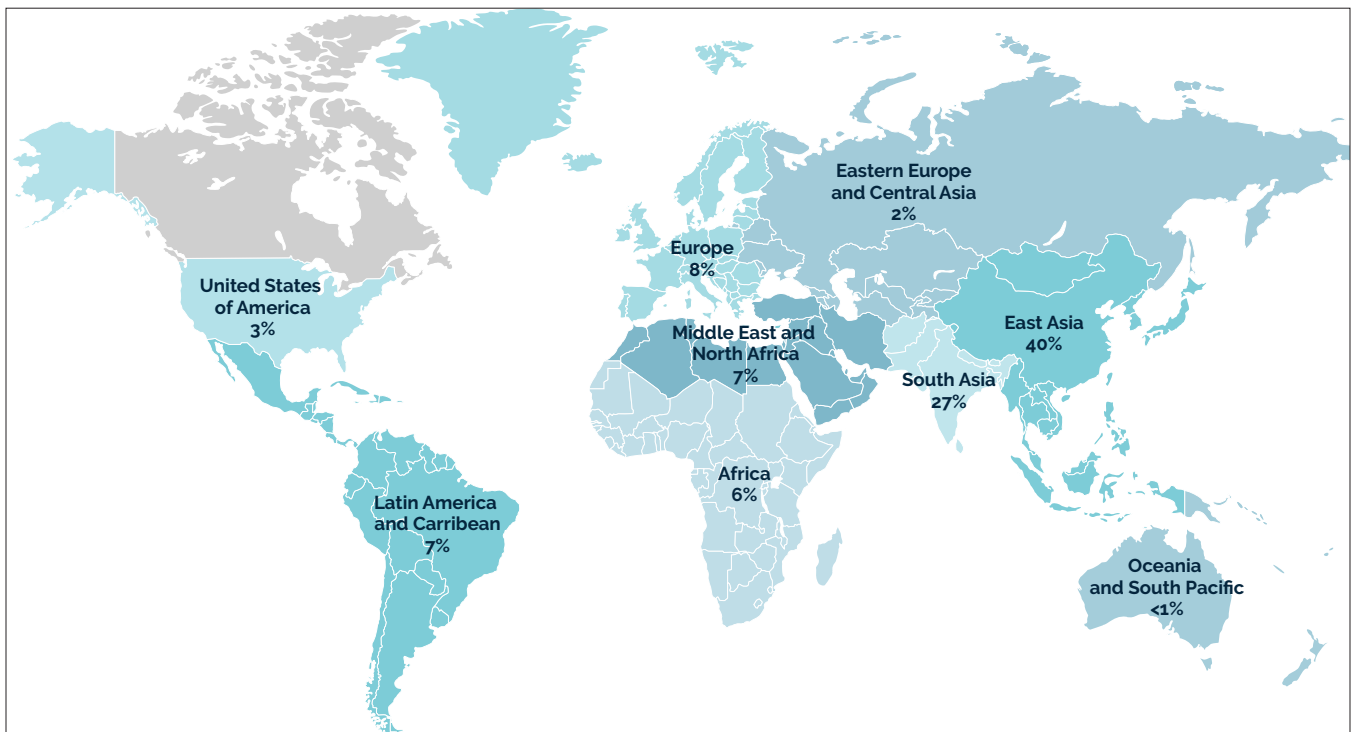 Eastern Europe
and Central Asia
2%
Europe
8%
United States
of America
3%
Middle East and
North Africa
7%
East Asia
40%
South Asia
27%
Africa
6%
Latin America
and Carribean
7%
Oceania
and South Pacific
<1%